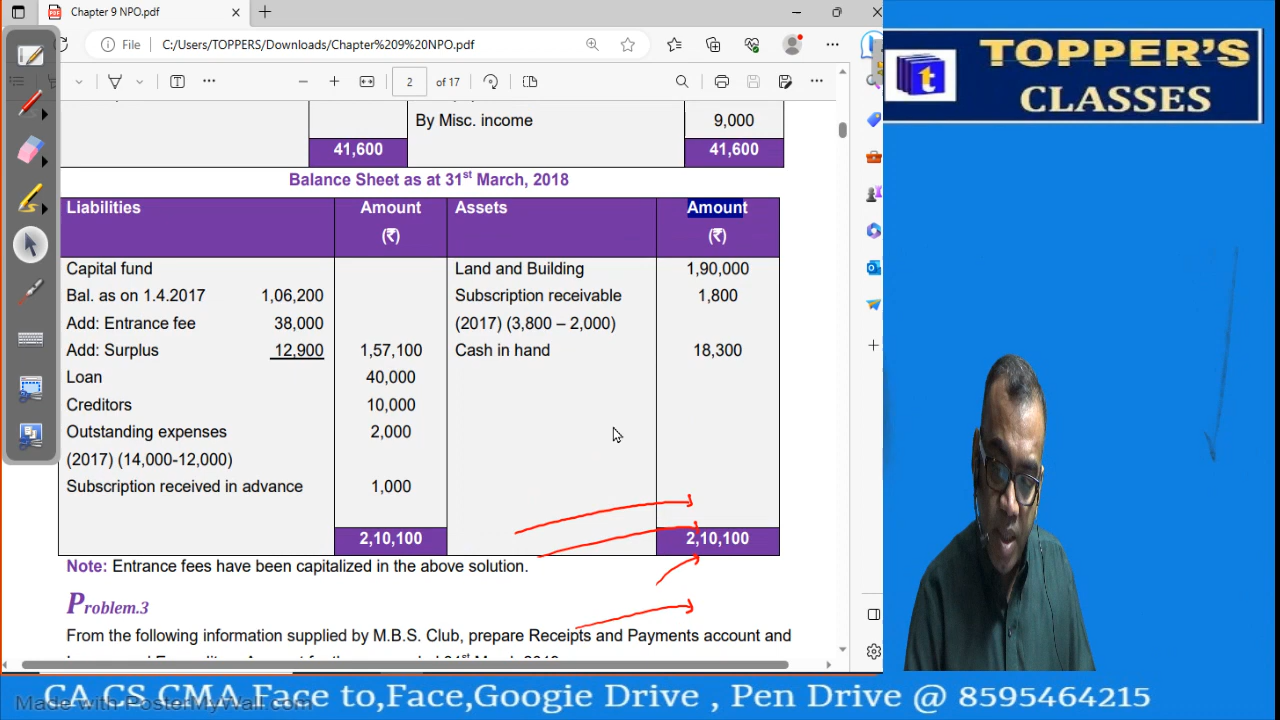 Chapter 9 NPO.pdf
File C:/Users/TOPPERS/Downloads/Chapter%209%20NPO.pdf
2 of 17
TOPPER'S
CLASSES
By Misc. income 9,000
41,600 41,600
Balance Sheet as at 31st March, 2018
Liabilities Amount (₹) Assets Amount (₹)
Capital fund Land and Building 1,90,000
Bal. as on 1.4.2017 1,06,200 Subscription receivable 1,800
Add: Entrance fee 38,000 (2017) (3,800 – 2,000)
Add: Surplus 12,900 1,57,100 Cash in hand 18,300
Loan 40,000
Creditors 10,000
Outstanding expenses 2,000
(2017) (14,000-12,000)
Subscription received in advance 1,000
2,10,100 2,10,100
Note: Entrance fees have been capitalized in the above solution.
Problem.3
From the following information supplied by M.B.S. Club, prepare Receipts and Payments account and
CA CS CMA Face to,Face,Googie Drive , Pen Drive @ 8595464215
Made with PosterMyWall.com